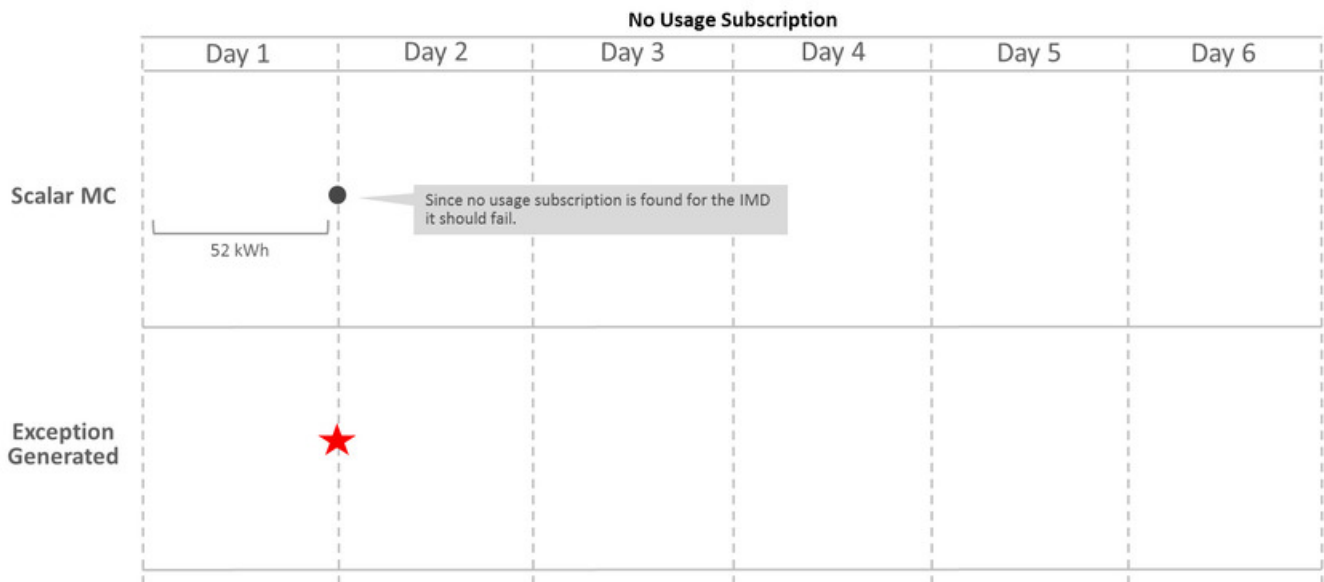 No Usage Subscription
Day 1 Day 2 Day 3 Day 4 Day 5 Day 6
Scalar MC
Since no usage subscription is found for the IMD
it should fail.
52 kWh
Exception
Generated